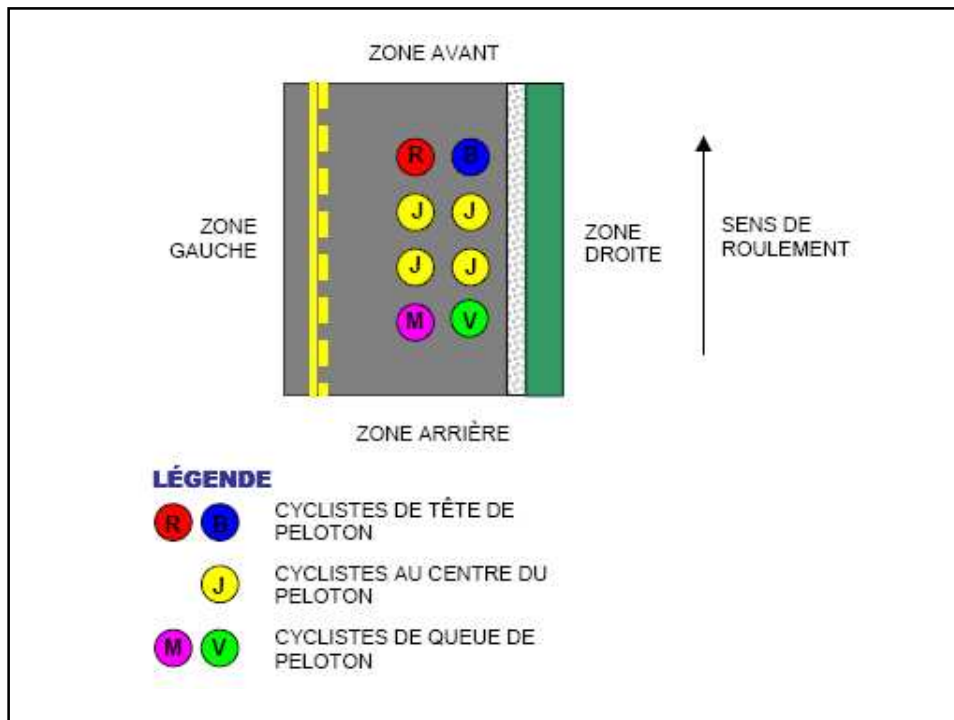 ZONE AVANT
R B
J J
ZONE
GAUCHE
ZONE
DROITE
SENS DE
ROULEMENT
J J
M V
ZONE ARRIÈRE
LÉGENDE
R B CYCLISTES DE TÊTE DE
PELOTON
J CYCLISTES AU CENTRE DU
PELOTON
M V CYCLISTES DE QUEUE DE
PELOTON